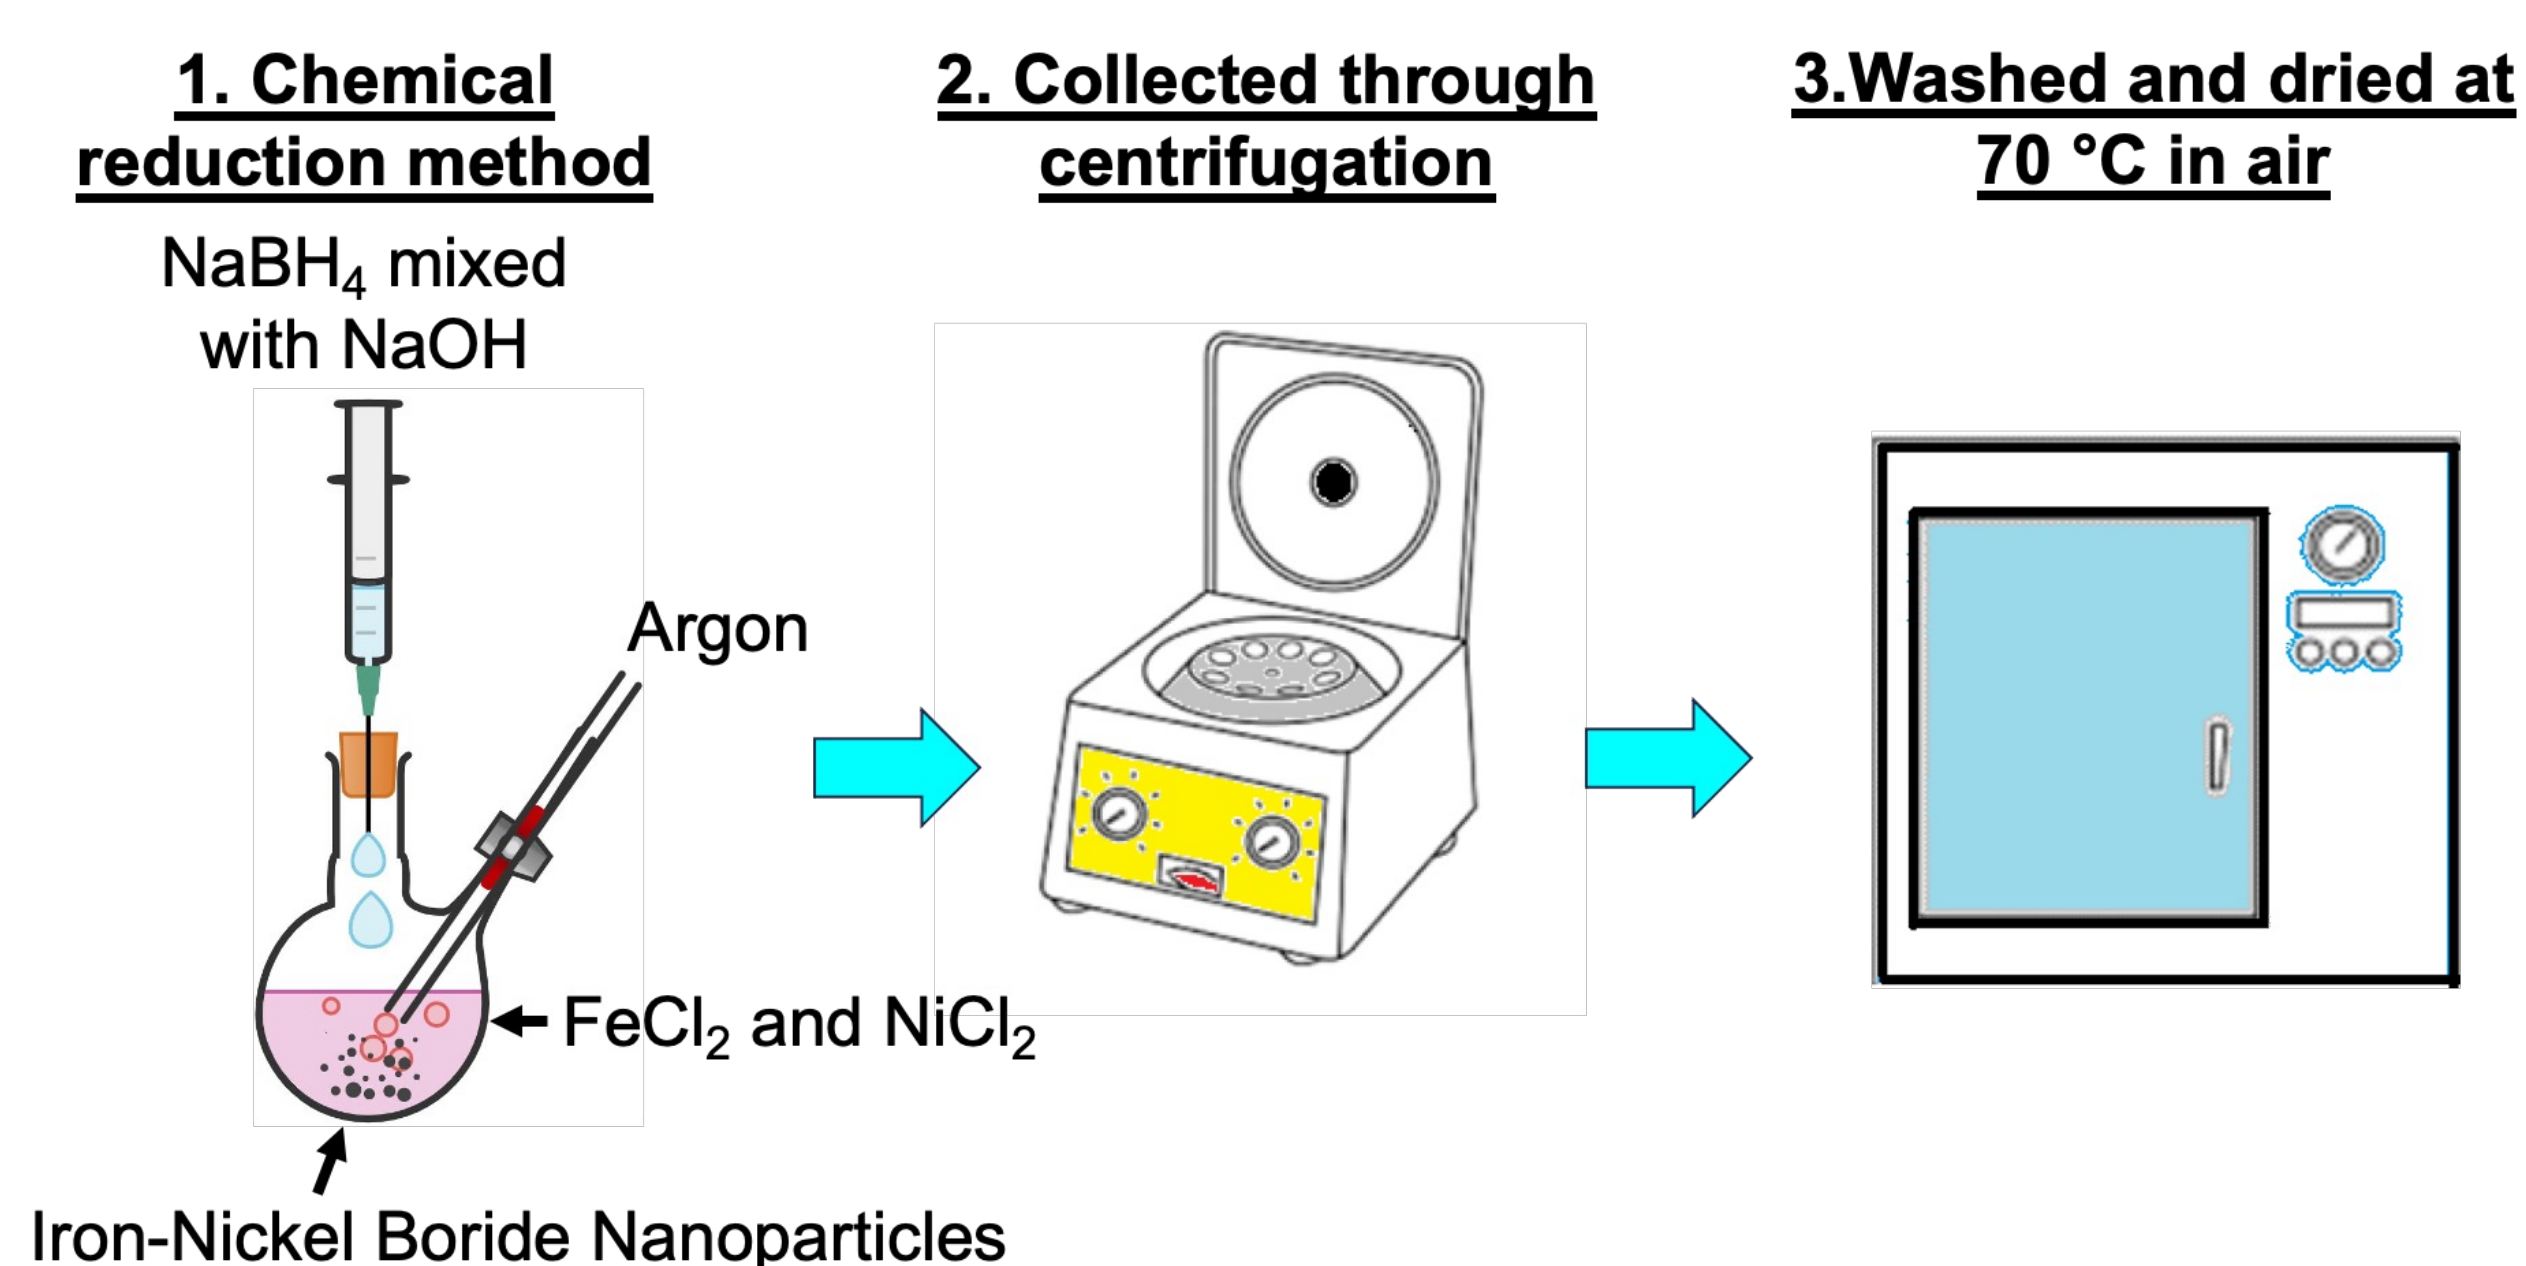 1. Chemical
reduction method
NaBH₄ mixed
with NaOH
Argon
FeCl₂ and NiCl₂
Iron-Nickel Boride Nanoparticles
2. Collected through
centrifugation
3.Washed and dried at
70 °C in air